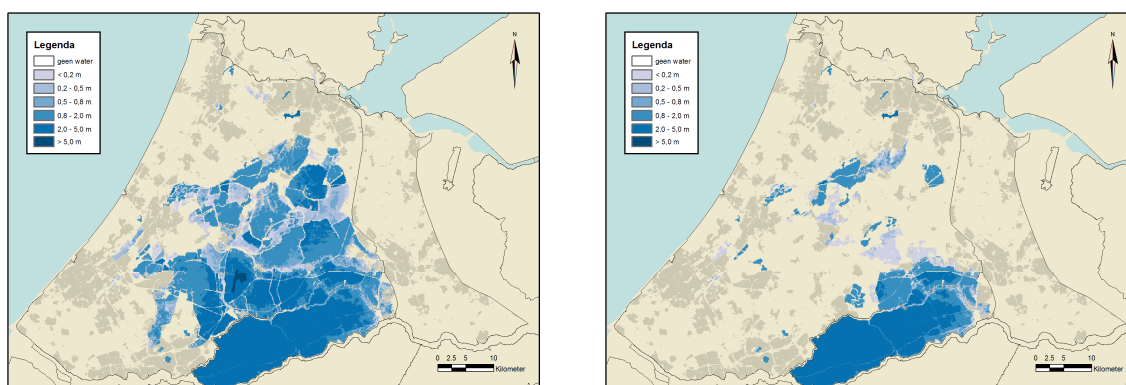 Legenda
geen water
< 0,2 m
0,2 - 0,5 m
0,5 - 0,8 m
0,8 - 2,0 m
2,0 - 5,0 m
> 5,0 m
N
0 2.5 5 10
Kilometer
Legenda
geen water
< 0,2 m
0,2 - 0,5 m
0,5 - 0,8 m
0,8 - 2,0 m
2,0 - 5,0 m
> 5,0 m
N
0 2.5 5 10
Kilometer